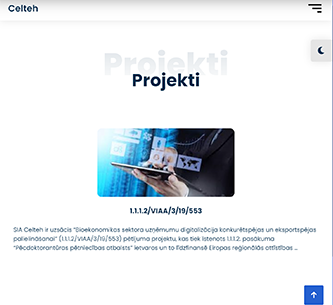 Celteh
Projekti
Projekti
1.1.1.2/VIAA/3/19/553
SIA Celteh ir uzsācis "Bioekonomikas sektora uzņēmumu digitalizācija konkurētspējas un eksportspējas
palielināšanai" (1.1.1.2/VIAA/3/19/553) pētījuma projektu, kas tiek īstenots 1.1.1.2. pasākuma
"Pēcdoktorantūras pētniecības atbalsts" ietvaros un to līdzfinansē Eiropas reģionālās attīstības ...